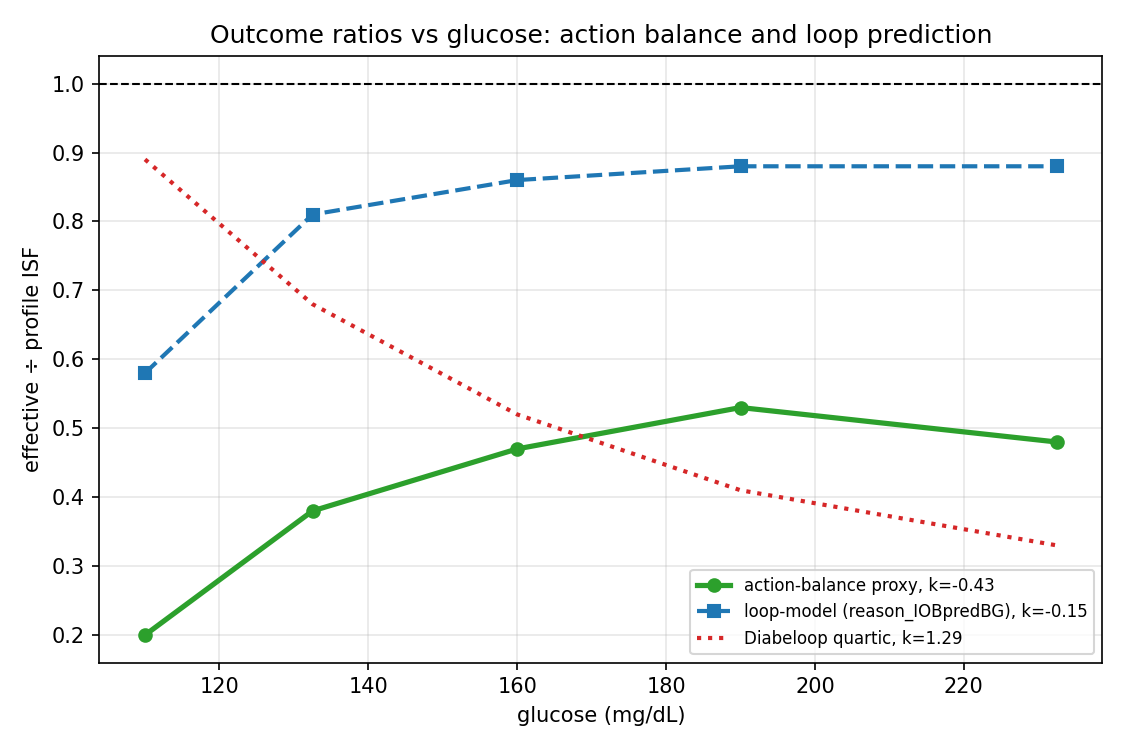 Outcome ratios vs glucose: action balance and loop prediction
effective ÷ profile ISF
1.0
0.9
0.8
0.7
0.6
0.5
0.4
0.3
0.2
action-balance proxy, k=-0.43
loop-model (reason_IOBpredBG), k=-0.15
Diabeloop quartic, k=1.29
120 140 160 180 200 220
glucose (mg/dL)